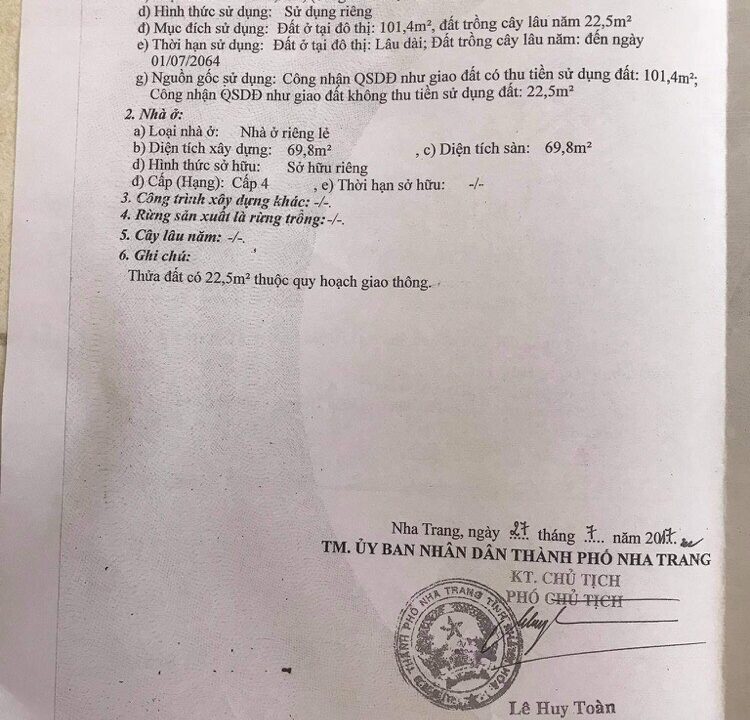 d) Hình thức sử dụng: Sử dụng riêng
đ) Mục đích sử dụng: Đất ở tại đô thị: 101,4m², đất trồng cây lâu năm 22,5m²
e) Thời hạn sử dụng: Đất ở tại đô thị: Lâu dài; Đất trồng cây lâu năm: đến ngày
01/07/2064
g) Nguồn gốc sử dụng: Công nhận QSDĐ như giao đất có thu tiền sử dụng đất: 101,4m²;
Công nhận QSDĐ như giao đất không thu tiền sử dụng đất: 22,5m²
2. Nhà ở:
a) Loại nhà ở: Nhà ở riêng lẻ
b) Diện tích xây dựng: 69,8m² , c) Diện tích sàn: 69,8m²
d) Hình thức sở hữu: Sở hữu riêng
đ) Cấp (Hạng): Cấp 4 , e) Thời hạn sở hữu: -/-
3. Công trình xây dựng khác: -/-.
4. Rừng sản xuất là rừng trồng:-/-.
5. Cây lâu năm: -/-.
6. Ghi chú:
Thửa đất có 22,5m² thuộc quy hoạch giao thông.
Nha Trang, ngày 27 tháng 7 năm 2017
TM. ỦY BAN NHÂN DÂN THÀNH PHỐ NHA TRANG
KT. CHỦ TỊCH
PHÓ CHỦ TỊCH
THÀNH PHỐ NHA TRANG TỈNH
Lê Huy Toàn